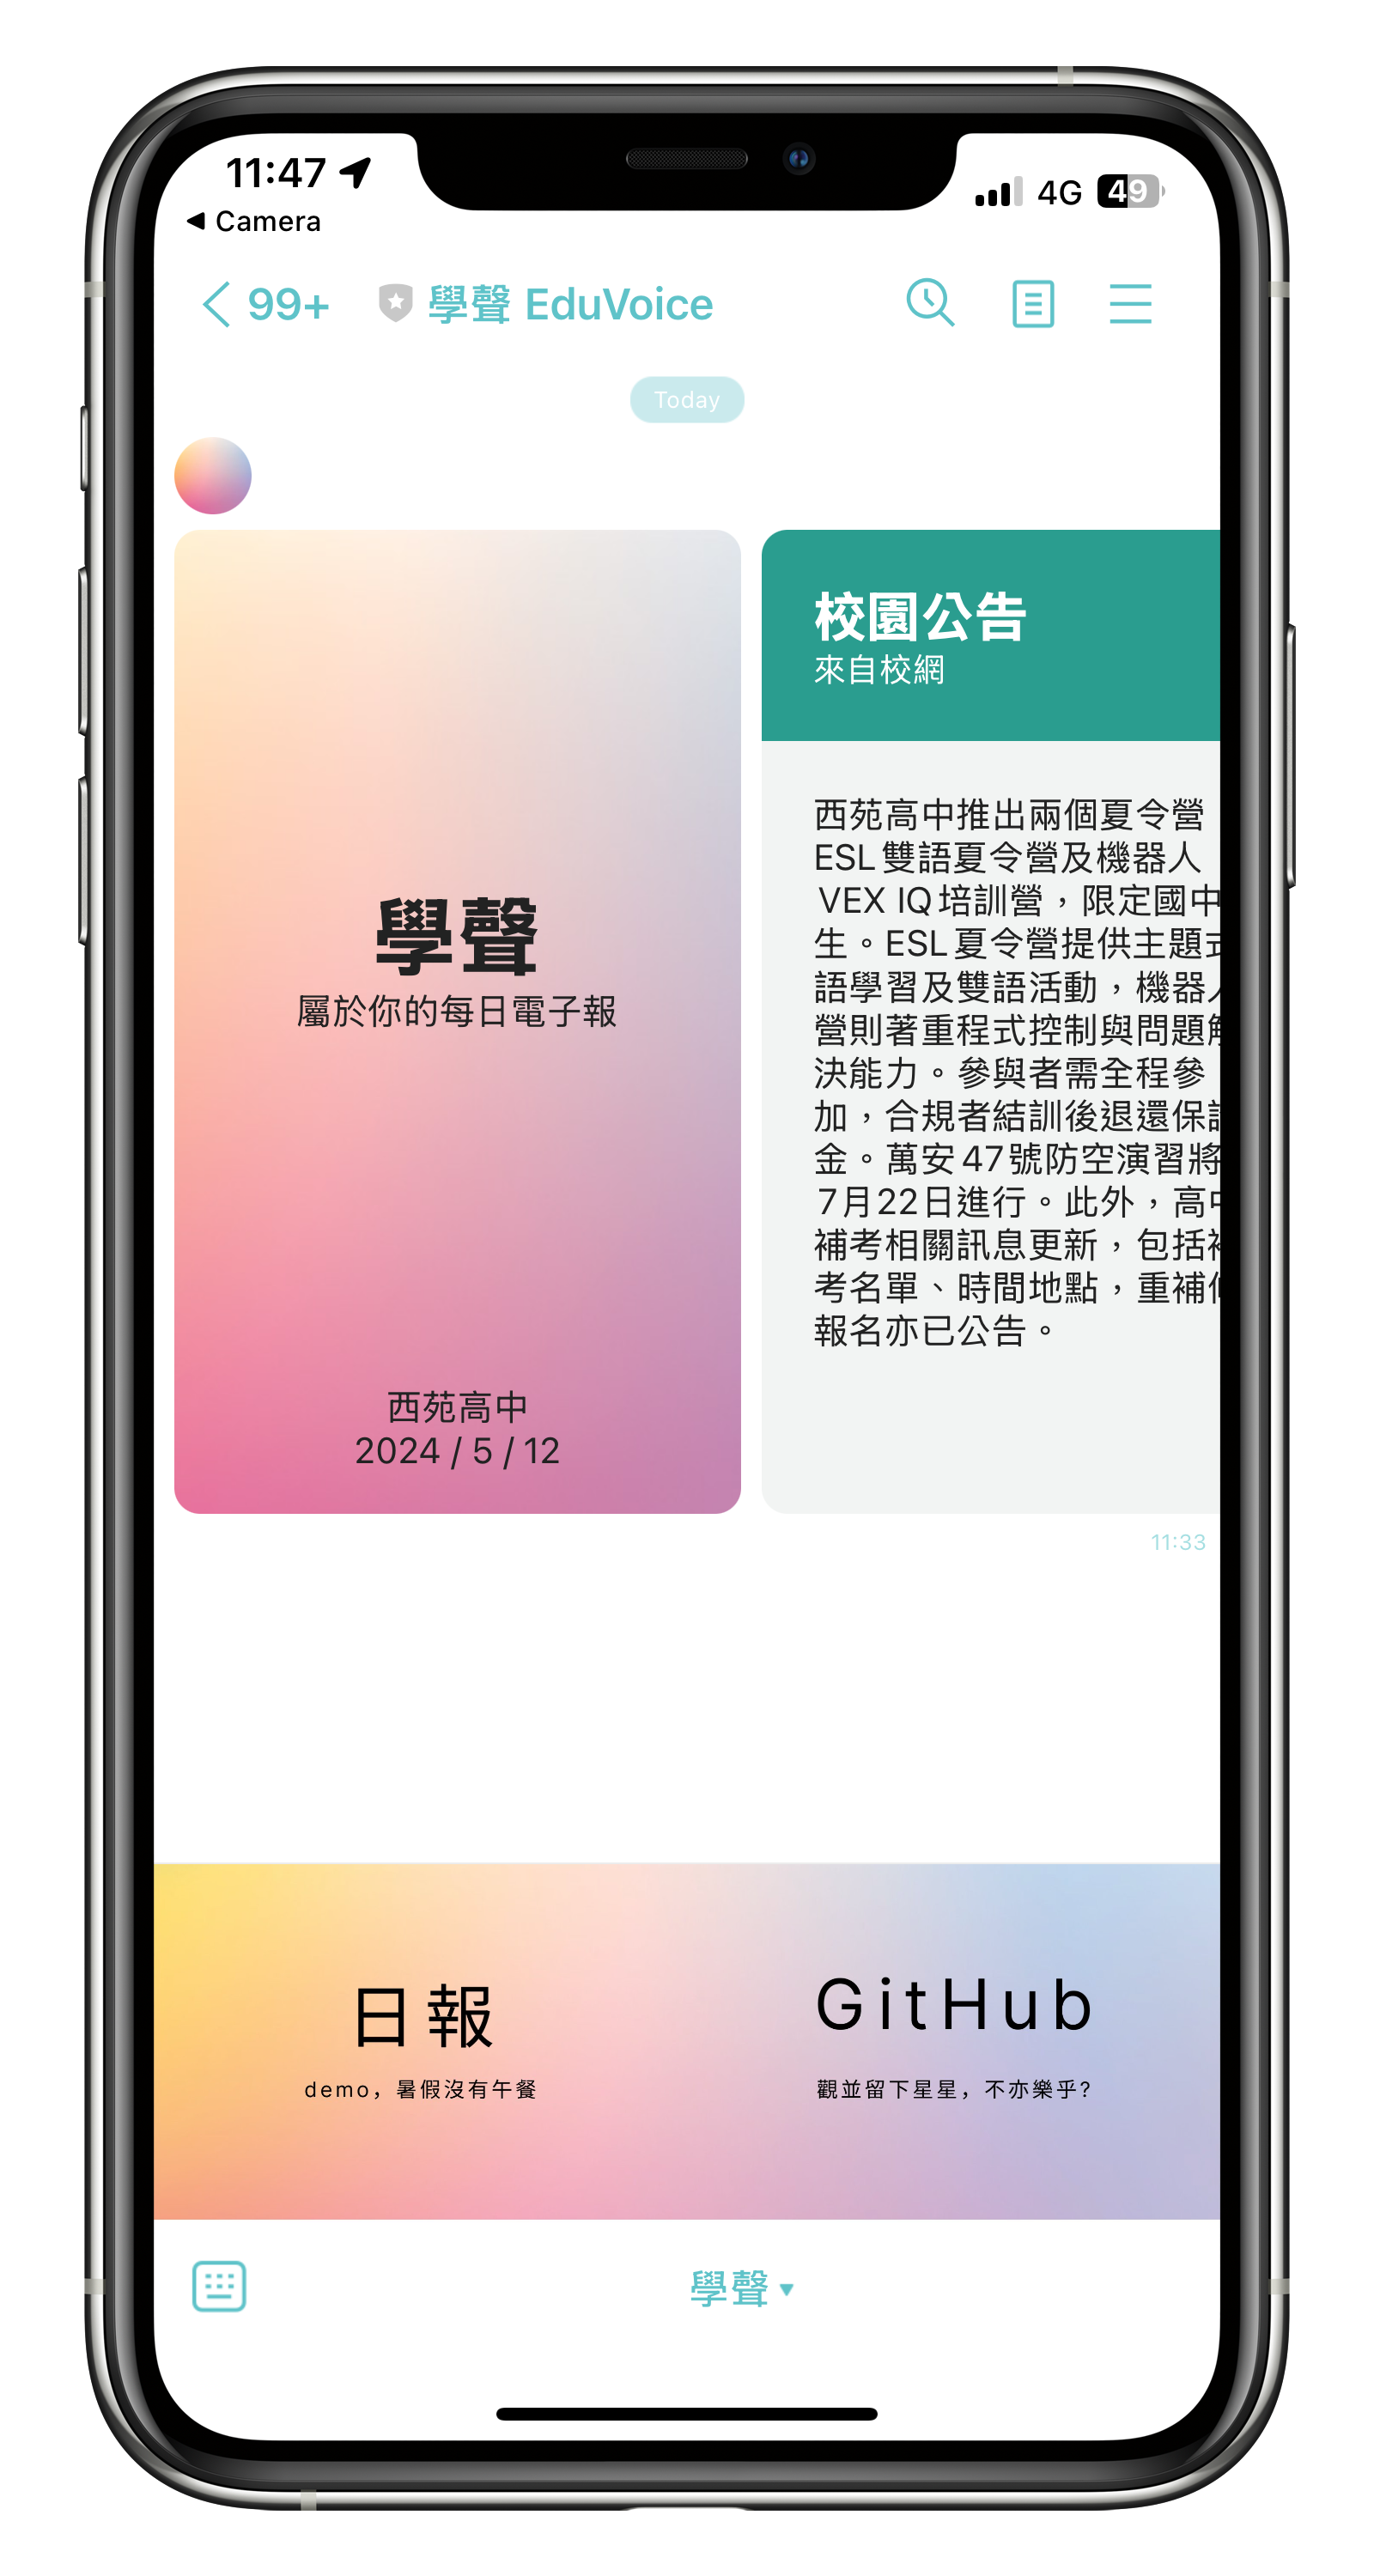 11:47
4G 49
Camera
99+ 學聲 EduVoice
Today
學聲
屬於你的每日電子報
西苑高中
2024 / 5 / 12
校園公告
來自校網
西苑高中推出兩個夏令營
ESL 雙語夏令營及機器人
VEX IQ 培訓營，限定國中
生。ESL 夏令營提供主題
語學習及雙語活動，機器
營則著重程式控制與問題
決能力。參與者需全程參
加，合規者結訓後退還保
金。萬安 47 號防空演習將
7月22日進行。此外，高
補考相關訊息更新，包括
考名單、時間地點，重補
報名亦已公告。
11:33
日報
demo，暑假沒有午餐
GitHub
觀並留下星星，不亦樂乎?
學聲